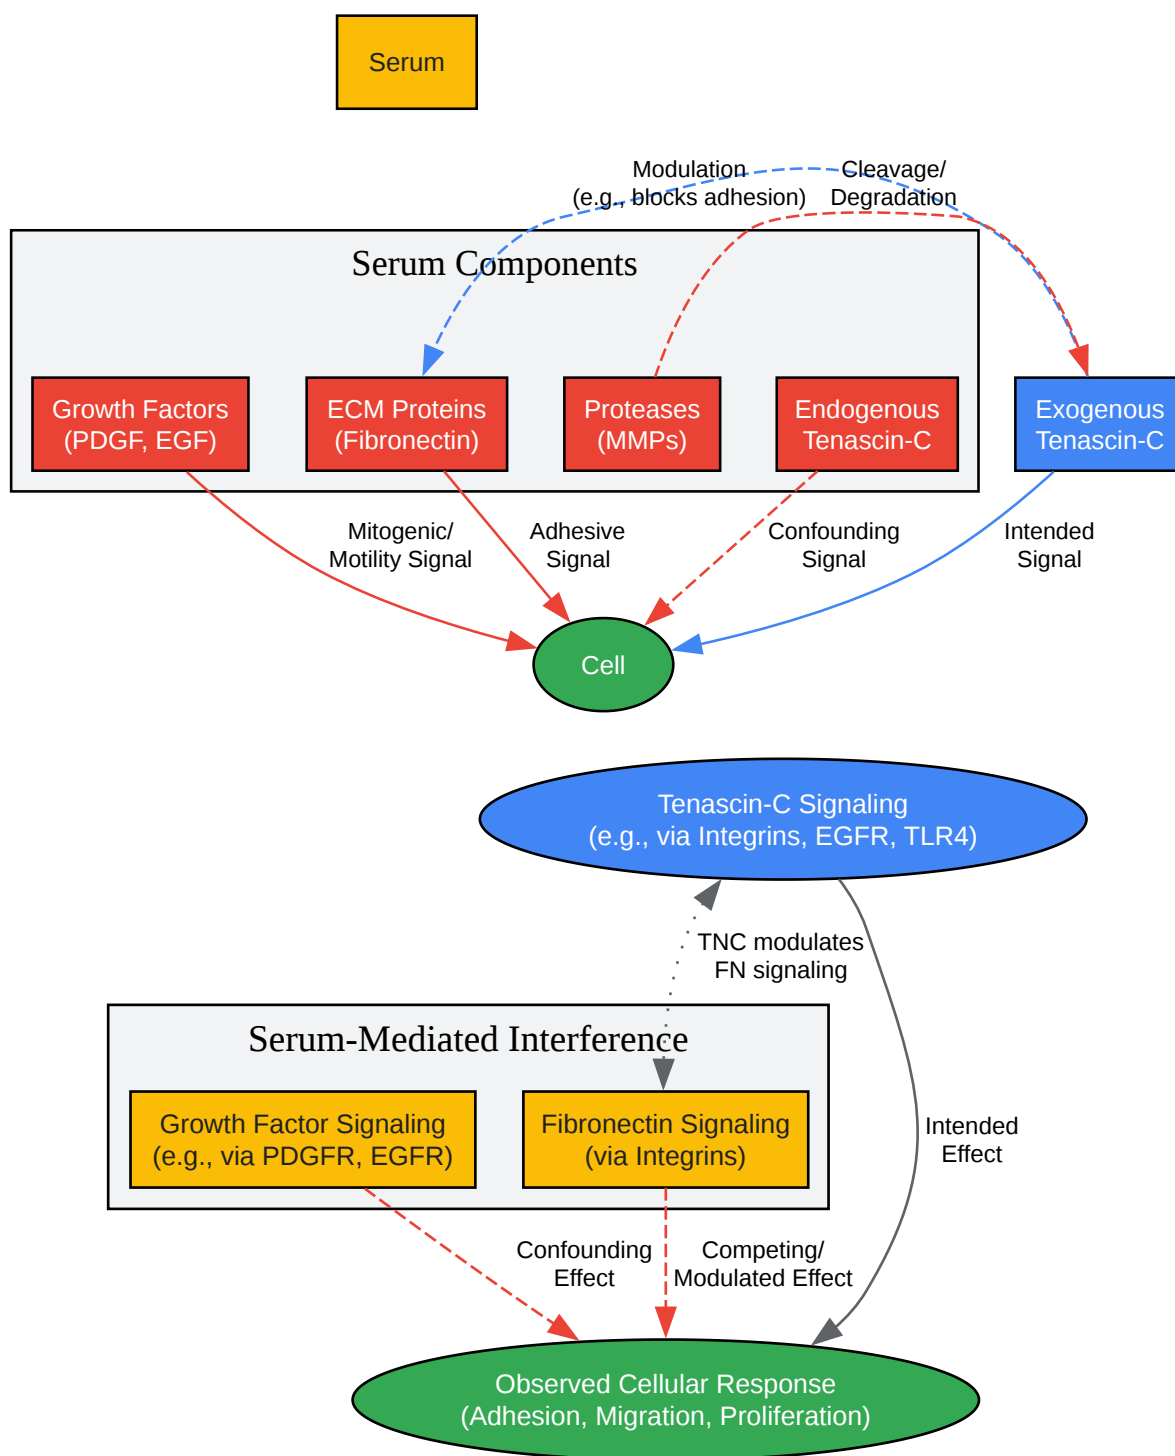 Serum
Modulation
(e.g., blocks adhesion)
Cleavage/
Degradation
Serum Components
Growth Factors
(PDGF, EGF)
ECM Proteins
(Fibronectin)
Proteases
(MMPs)
Endogenous
Tenascin-C
Exogenous
Tenascin-C
Mitogenic/
Motility Signal
Adhesive
Signal
Confounding
Signal
Intended
Signal
Cell
Tenascin-C Signaling
(e.g., via Integrins, EGFR, TLR4)
TNC modulates
FN signaling
Serum-Mediated Interference
Growth Factor Signaling
(e.g., via PDGFR, EGFR)
Fibronectin Signaling
(via Integrins)
Intended
Effect
Confounding
Effect
Competing/
Modulated Effect
Observed Cellular Response
(Adhesion, Migration, Proliferation)